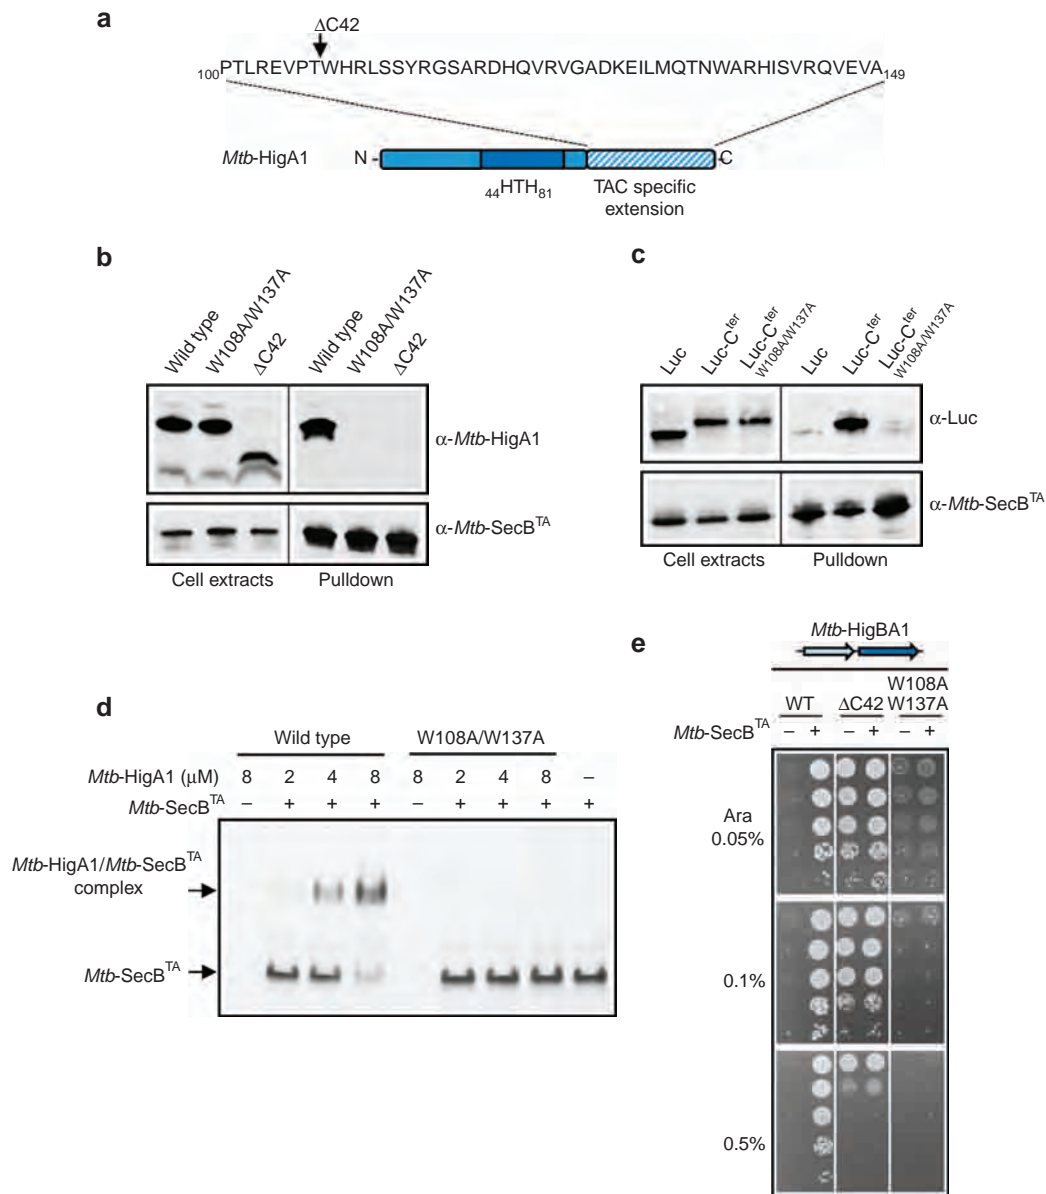 a
ΔC42
100PTLREVPTWHRLSSYRGSARDHQVRVGADKEILMQTNWARHISVRQVEVA149
Mtb-HigA1 N C
44HTH81 TAC specific
extension
b
Wild type W108A/W137A ΔC42 Wild type W108A/W137A ΔC42
α-Mtb-HigA1
α-Mtb-SecBTA
Cell extracts Pulldown
c
Luc Luc-Cter Luc-Cter W108A/W137A Luc Luc-Cter Luc-Cter W108A/W137A
α-Luc
α-Mtb-SecBTA
Cell extracts Pulldown
d
Wild type W108A/W137A
Mtb-HigA1 (μM) 8 2 4 8 8 2 4 8 –
Mtb-SecBTA – + + + – + + + +
Mtb-HigA1/Mtb-SecBTA
complex
Mtb-SecBTA
e
Mtb-HigBA1
WT ΔC42 W108A
W137A
Mtb-SecBTA – + – + – +
Ara
0.05%
0.1%
0.5%